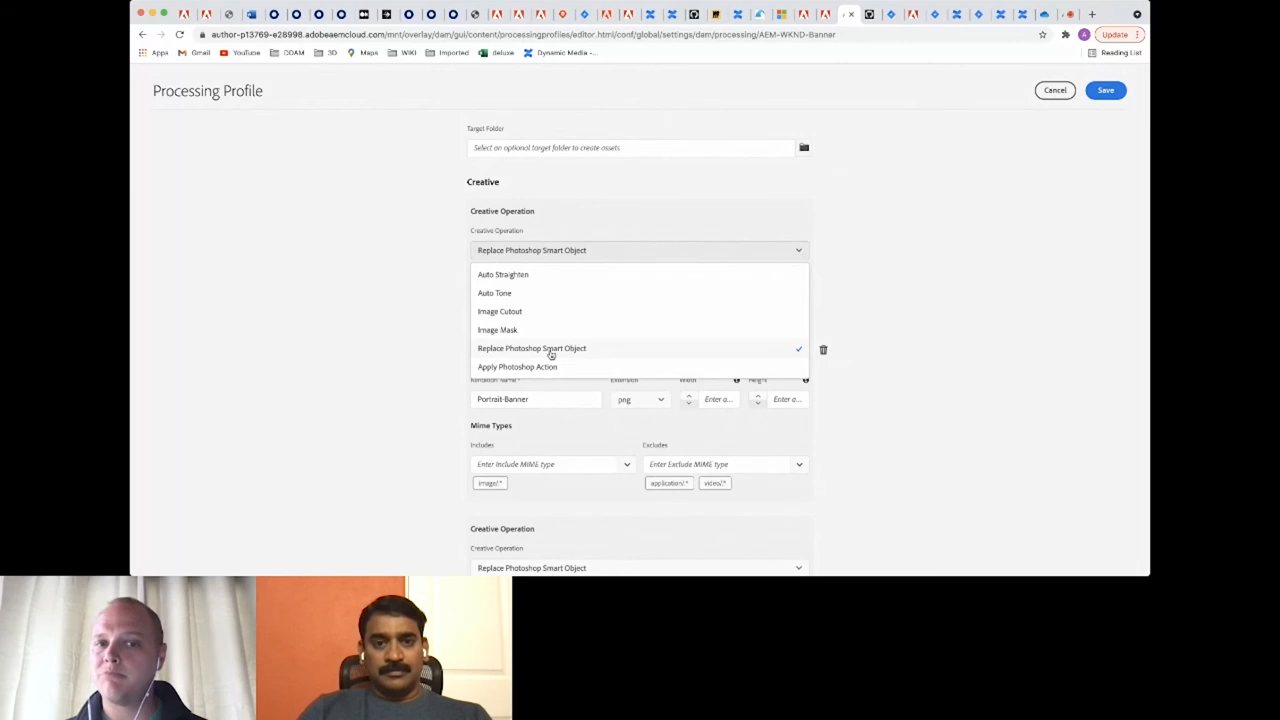 Update
author-p13769-e28998.adobeaemcloud.com/mnt/overlay/dam/gui/content/processingprofiles/editor.html/conf/global/settings/dam/processing/AEM-WKND-Banner
Apps Gmail YouTube DDAM 3D Maps WIKI Imported deluxe Dynamic Media -... Reading List
Processing Profile
Cancel Save
Target Folder
Select an optional target folder to create assets
Creative
Creative Operation
Creative Operation
Replace Photoshop Smart Object
Auto Straighten
Auto Tone
Image Cutout
Image Mask
Replace Photoshop Smart Object
Apply Photoshop Action
Rendition Name * Extension Width Height
Portrait-Banner png Enter a... Enter a...
Mime Types
Includes Excludes
Enter Include MIME type Enter Exclude MIME type
image/.* application/.* video/.*
Creative Operation
Creative Operation
Replace Photoshop Smart Object